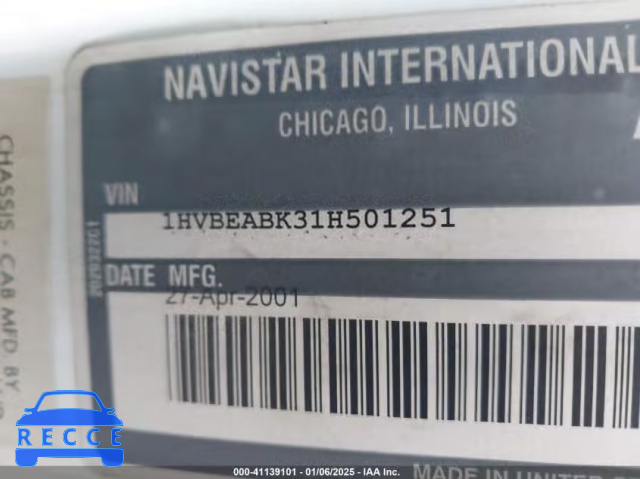 NAVISTAR INTERNATIONAL
CHICAGO, ILLINOIS
VIN
1HVBEABK31H501251
DATE MFG.
27-Apr-2001
CHASSIS - CAB MFD. BY
MADE IN UNITED
RECCE
000-41139101 - 01/06/2025 - IAA Inc.